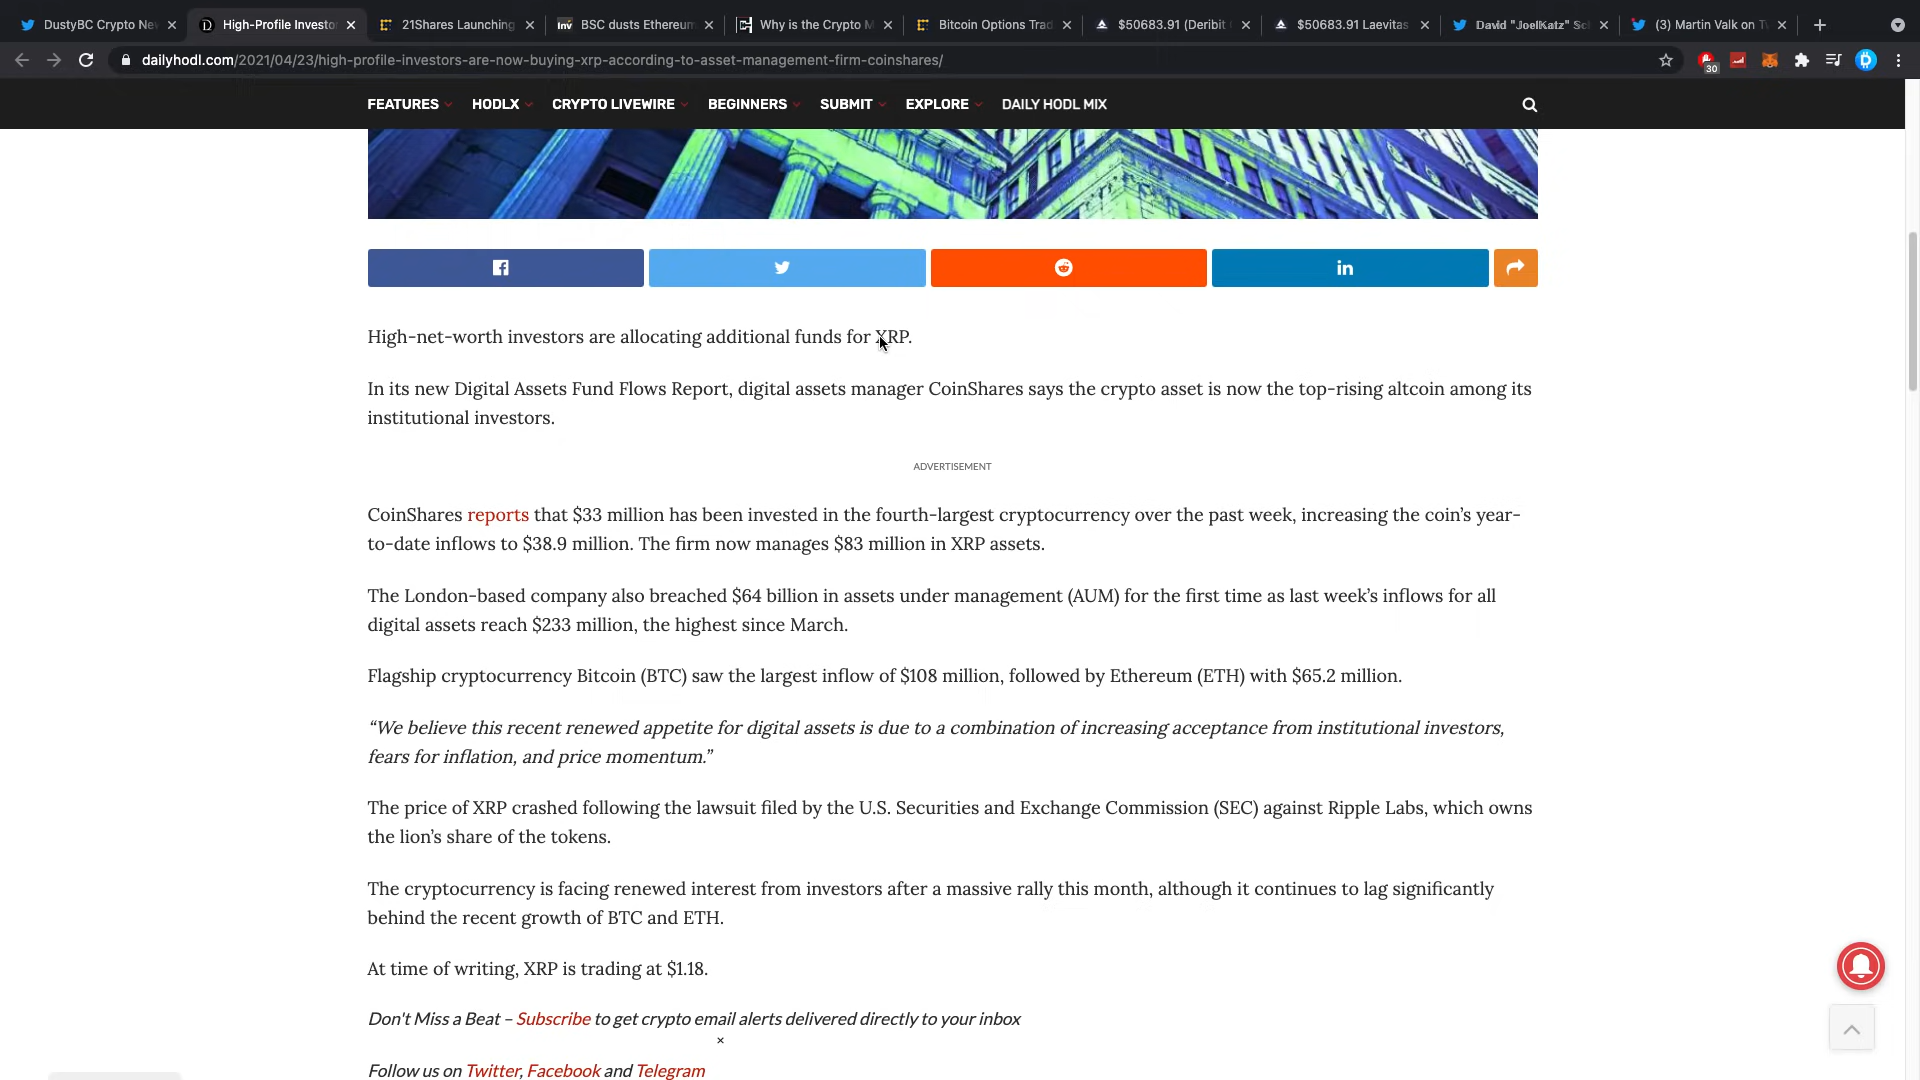 DustyBC Crypto Ne
High-Profile Investo
21Shares Launching
BSC dusts Ethereum
Why is the Crypto M
Bitcoin Options Trad
$50683.91 (Deribit
$50683.91 Laevitas
David "JoelKatz" Sc
(3) Martin Valk on Tw
dailyhodl.com/2021/04/23/high-profile-investors-are-now-buying-xrp-according-to-asset-management-firm-coinshares/
30
FEATURES HODLX CRYPTO LIVEWIRE BEGINNERS SUBMIT EXPLORE DAILY HODL MIX
High-net-worth investors are allocating additional funds for XRP.
In its new Digital Assets Fund Flows Report, digital assets manager CoinShares says the crypto asset is now the top-rising altcoin among its
institutional investors.
ADVERTISEMENT
CoinShares reports that $33 million has been invested in the fourth-largest cryptocurrency over the past week, increasing the coin’s year-
to-date inflows to $38.9 million. The firm now manages $83 million in XRP assets.
The London-based company also breached $64 billion in assets under management (AUM) for the first time as last week’s inflows for all
digital assets reach $233 million, the highest since March.
Flagship cryptocurrency Bitcoin (BTC) saw the largest inflow of $108 million, followed by Ethereum (ETH) with $65.2 million.
“We believe this recent renewed appetite for digital assets is due to a combination of increasing acceptance from institutional investors,
fears for inflation, and price momentum.”
The price of XRP crashed following the lawsuit filed by the U.S. Securities and Exchange Commission (SEC) against Ripple Labs, which owns
the lion’s share of the tokens.
The cryptocurrency is facing renewed interest from investors after a massive rally this month, although it continues to lag significantly
behind the recent growth of BTC and ETH.
At time of writing, XRP is trading at $1.18.
Don't Miss a Beat – Subscribe to get crypto email alerts delivered directly to your inbox
Follow us on Twitter, Facebook and Telegram